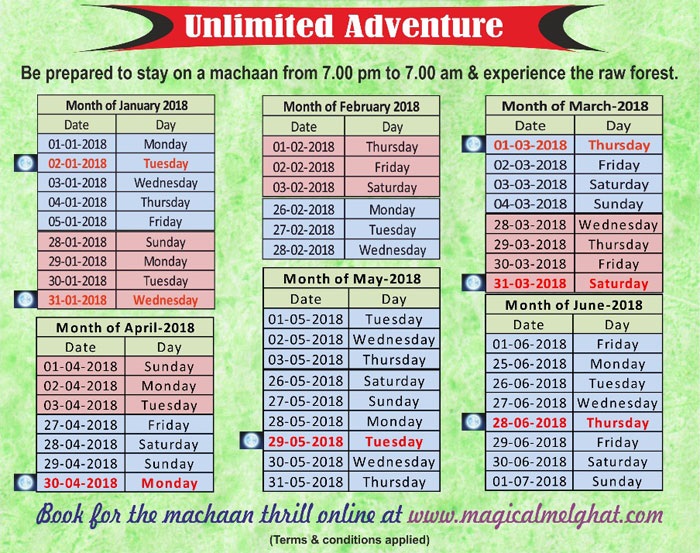 Unlimited Adventure
Be prepared to stay on a machaan from 7.00 pm to 7.00 am & experience the raw forest.
Month of January 2018
Date Day
01-01-2018 Monday
02-01-2018 Tuesday
03-01-2018 Wednesday
04-01-2018 Thursday
05-01-2018 Friday
28-01-2018 Sunday
29-01-2018 Monday
30-01-2018 Tuesday
31-01-2018 Wednesday
Month of February 2018
Date Day
01-02-2018 Thursday
02-02-2018 Friday
03-02-2018 Saturday
26-02-2018 Monday
27-02-2018 Tuesday
28-02-2018 Wednesday
Month of March-2018
Date Day
01-03-2018 Thursday
02-03-2018 Friday
03-03-2018 Saturday
04-03-2018 Sunday
28-03-2018 Wednesday
29-03-2018 Thursday
30-03-2018 Friday
31-03-2018 Saturday
Month of April-2018
Date Day
01-04-2018 Sunday
02-04-2018 Monday
03-04-2018 Tuesday
27-04-2018 Friday
28-04-2018 Saturday
29-04-2018 Sunday
30-04-2018 Monday
Month of May-2018
Date Day
01-05-2018 Tuesday
02-05-2018 Wednesday
03-05-2018 Thursday
26-05-2018 Saturday
27-05-2018 Sunday
28-05-2018 Monday
29-05-2018 Tuesday
30-05-2018 Wednesday
31-05-2018 Thursday
Month of June-2018
Date Day
01-06-2018 Friday
25-06-2018 Monday
26-06-2018 Tuesday
27-06-2018 Wednesday
28-06-2018 Thursday
29-06-2018 Friday
30-06-2018 Saturday
01-07-2018 Sunday
Book for the machaan thrill online at www.magicalmelghat.com
(Terms & conditions applied)